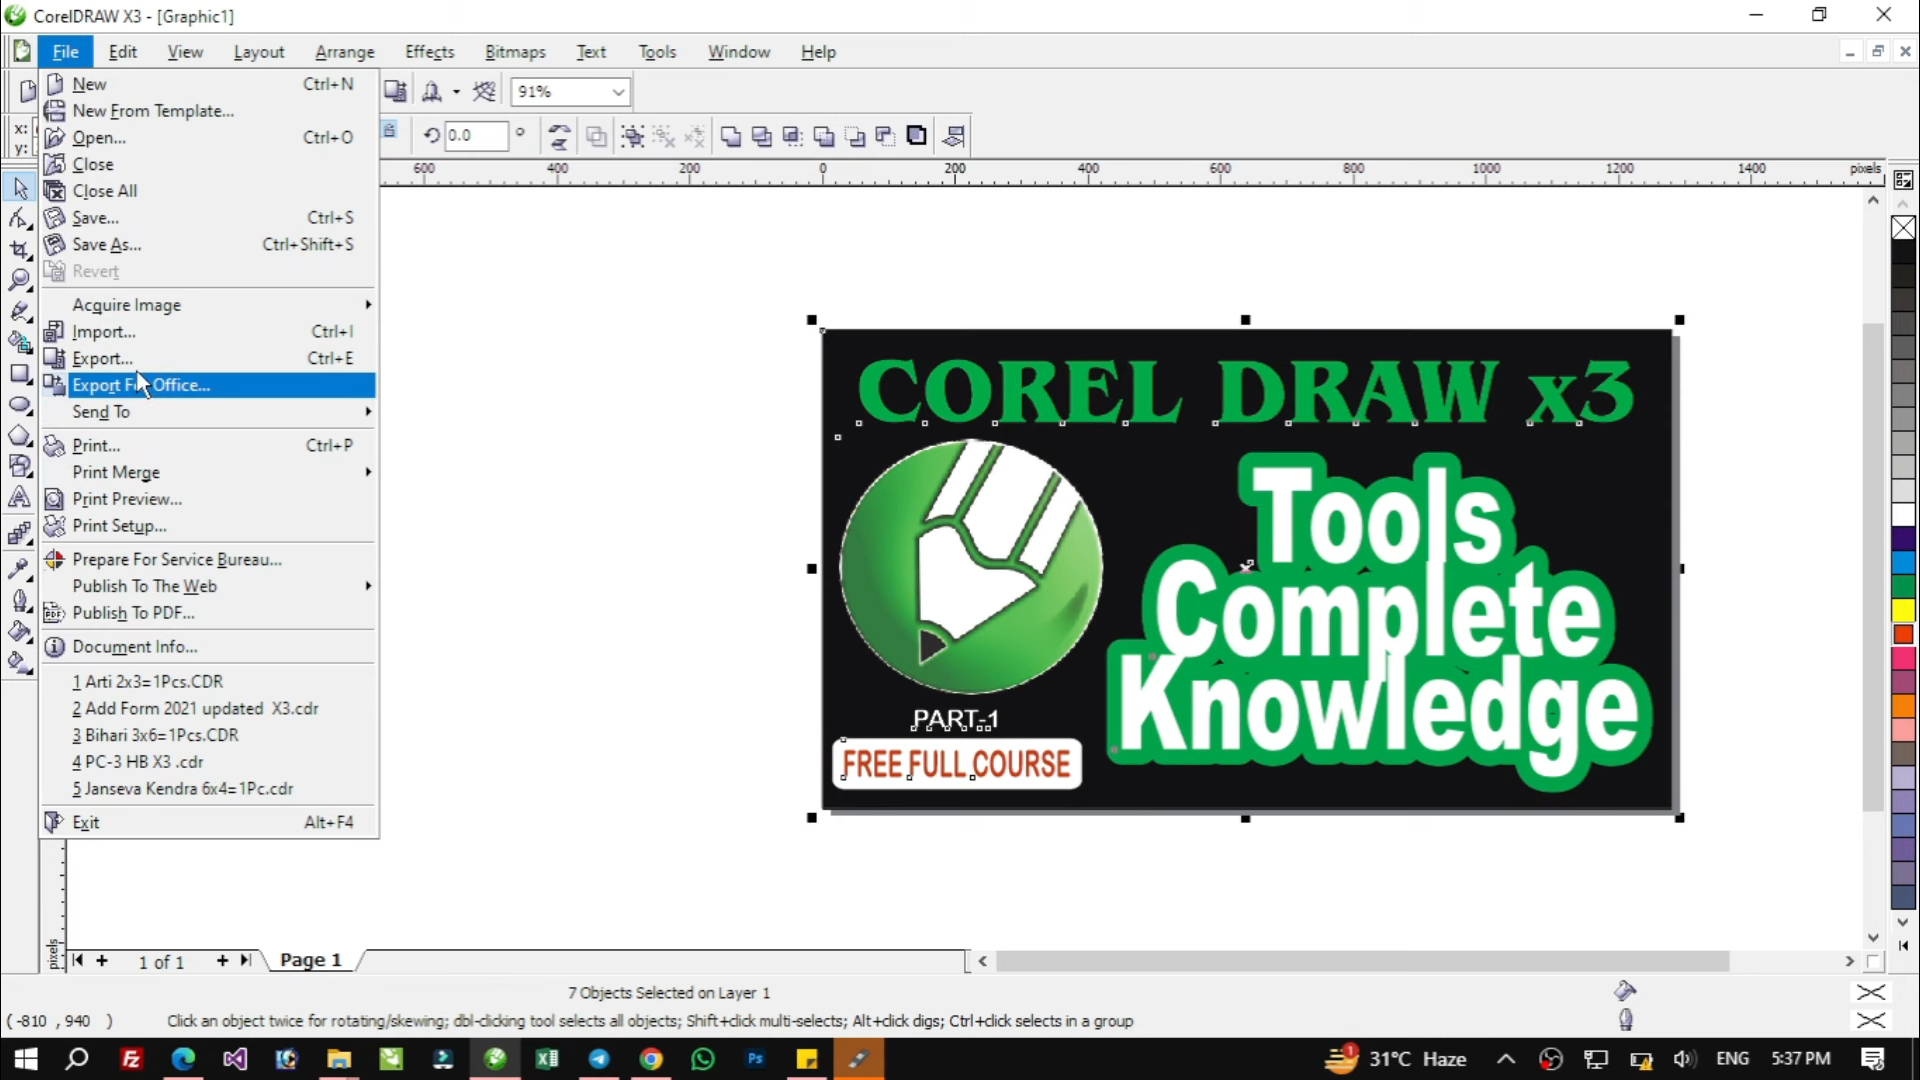 CorelDRAW X3 - [Graphic1]
File Edit View Layout Arrange Effects Bitmaps Text Tools Window Help
New Ctrl+N
91%
New From Template...
x:
0.0 °
Open... Ctrl+O
y:
Close
600 400 200 0 200 400 600 800 1000 1200 1400 pixels
Close All
Save... Ctrl+S
Save As... Ctrl+Shift+S
Revert
Acquire Image
Import... Ctrl+I
Export... Ctrl+E
Export For Office...
Send To
Print... Ctrl+P
Print Merge
Print Preview...
Print Setup...
Prepare For Service Bureau...
Publish To The Web
Publish To PDF...
Document Info...
1 Arti 2x3=1Pcs.CDR
2 Add Form 2021 updated X3.cdr
3 Bihari 3x6=1Pcs.CDR
4 PC-3 HB X3 .cdr
5 Janseva Kendra 6x4=1Pc.cdr
Exit Alt+F4
COREL DRAW x3
Tools
Complete
Knowledge
PART-1
FREE FULL COURSE
pixels
1 of 1 Page 1
7 Objects Selected on Layer 1
( -810 , 940 ) Click an object twice for rotating/skewing; dbl-clicking tool selects all objects; Shift+click multi-selects; Alt+click digs; Ctrl+click selects in a group
Fz Ps 1 31°C Haze ENG 5:37 PM